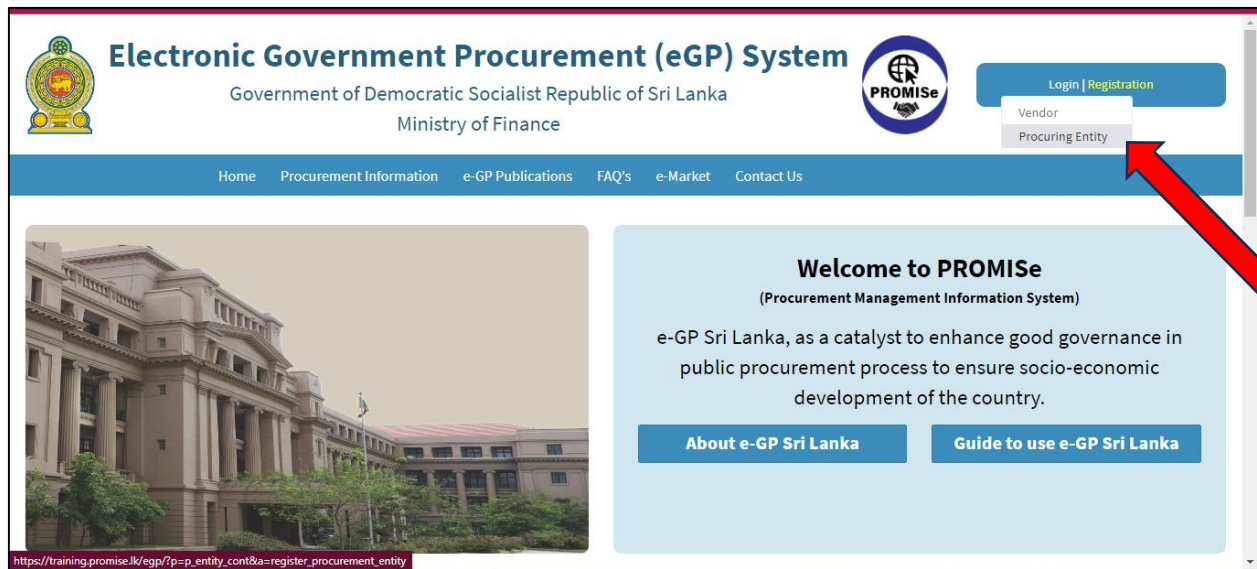 Electronic Government Procurement (eGP) System
Government of Democratic Socialist Republic of Sri Lanka
Ministry of Finance
PROMISe
Login | Registration
Vendor
Procuring Entity
Home Procurement Information e-GP Publications FAQ's e-Market Contact Us
Welcome to PROMISe
(Procurement Management Information System)
e-GP Sri Lanka, as a catalyst to enhance good governance in
public procurement process to ensure socio-economic
development of the country.
About e-GP Sri Lanka Guide to use e-GP Sri Lanka
https://training.promise.lk/egp/?p=p_entity_cont&a=register_procurement_entity